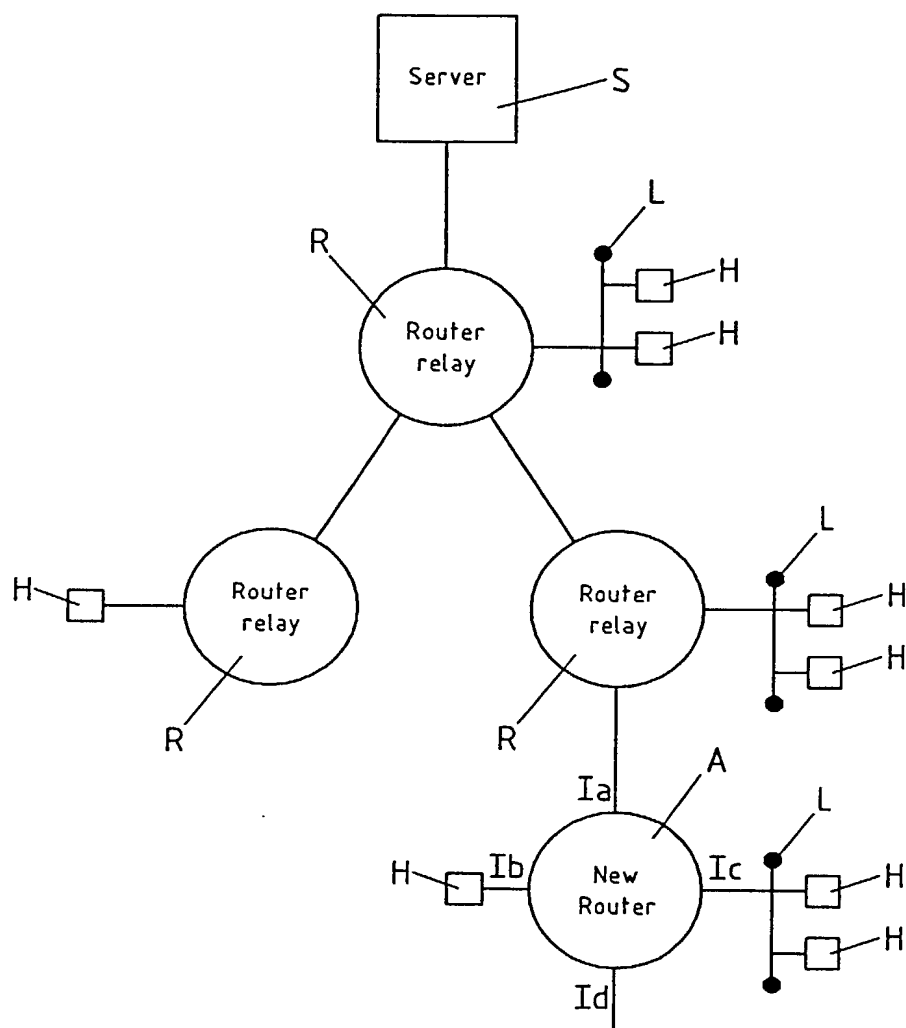 Server
S
L
R
H
H
Router
relay
L
H
Router
relay
H
Router
relay
H
R
R
A
Ia
L
Ib
Ic
H
H
New
Router
H
Id